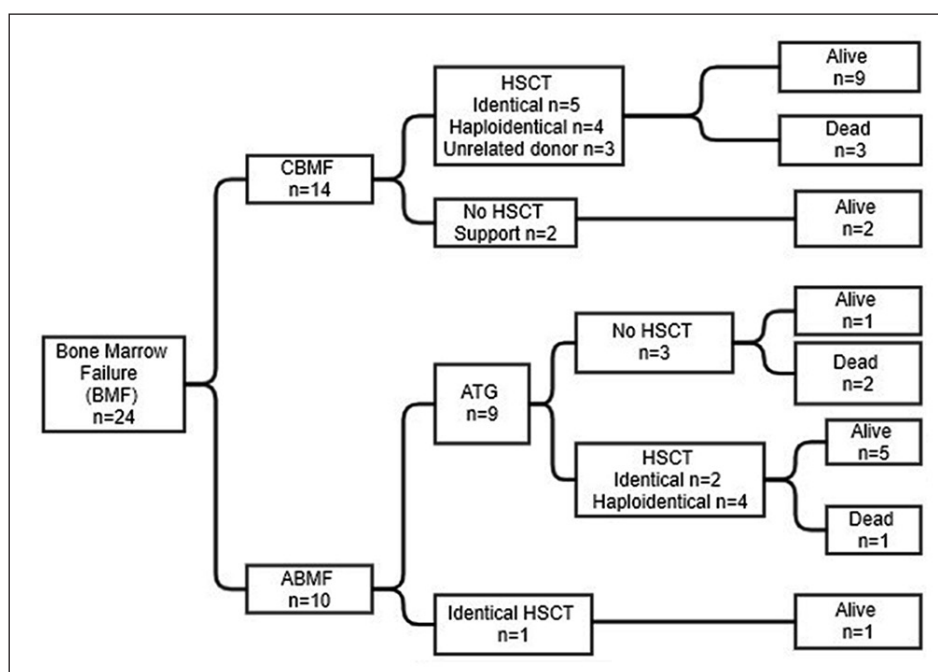 Bone Marrow
Failure
(BMF)
n=24
CBMF
n=14
HSCT
Identical n=5
Haploidentical n=4
Unrelated donor n=3
Alive
n=9
Dead
n=3
No HSCT
Support n=2
Alive
n=2
ABMF
n=10
ATG
n=9
No HSCT
n=3
Alive
n=1
Dead
n=2
HSCT
Identical n=2
Haploidentical n=4
Alive
n=5
Dead
n=1
Identical HSCT
n=1
Alive
n=1